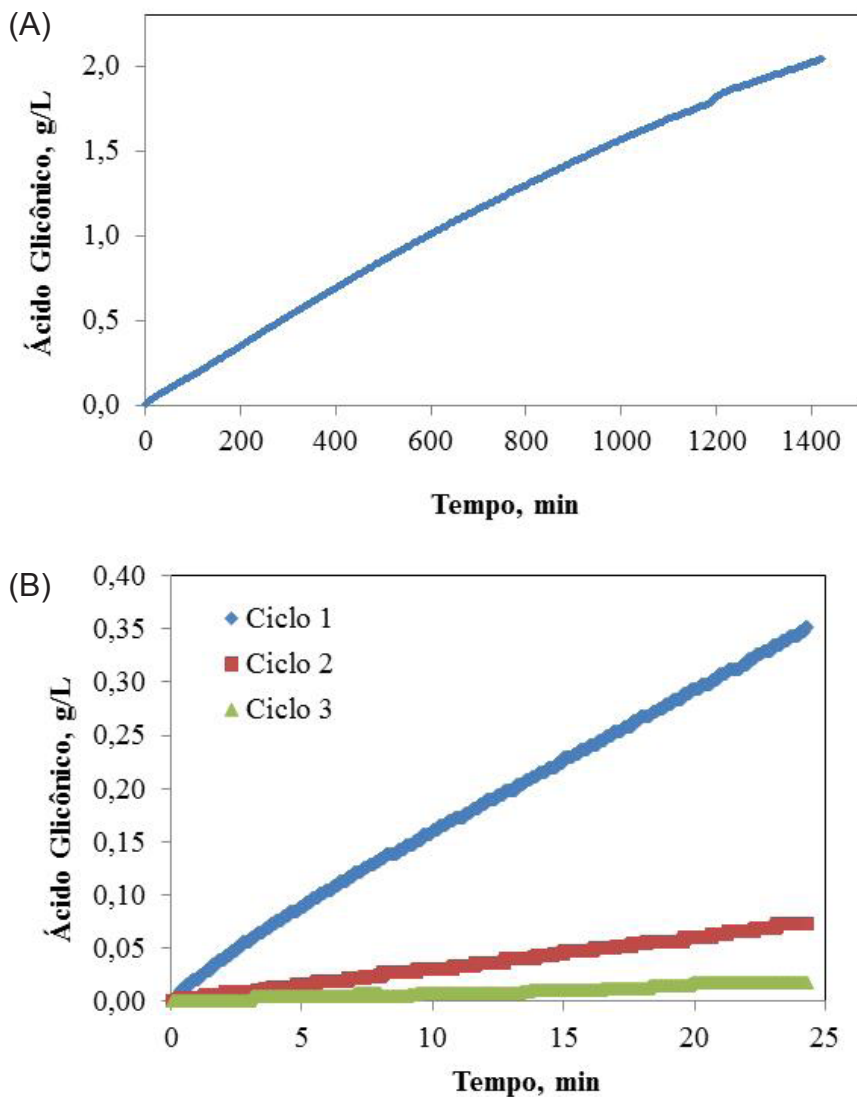 (A)
Ácido Glicônico, g/L
2,0
1,5
1,0
0,5
0,0
0 200 400 600 800 1000 1200 1400
Tempo, min
(B)
Ácido Glicônico, g/L
0,40
0,35
0,30
0,25
0,20
0,15
0,10
0,05
0,00
Ciclo 1
Ciclo 2
Ciclo 3
0 5 10 15 20 25
Tempo, min